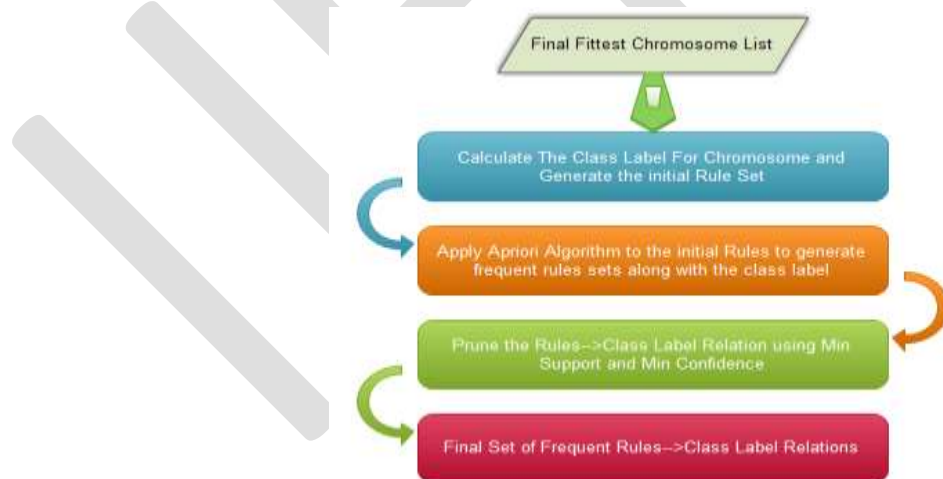 Final Fittest Chromosome List
Calculate The Class Label For Chromosome and
Generate the initial Rule Set
Apply Apriori Algorithm to the initial Rules to generate
frequent rules sets along with the class label
Prune the Rules-->Class Label Relation using Min
Support and Min Confidence
Final Set of Frequent Rules-->Class Label Relations